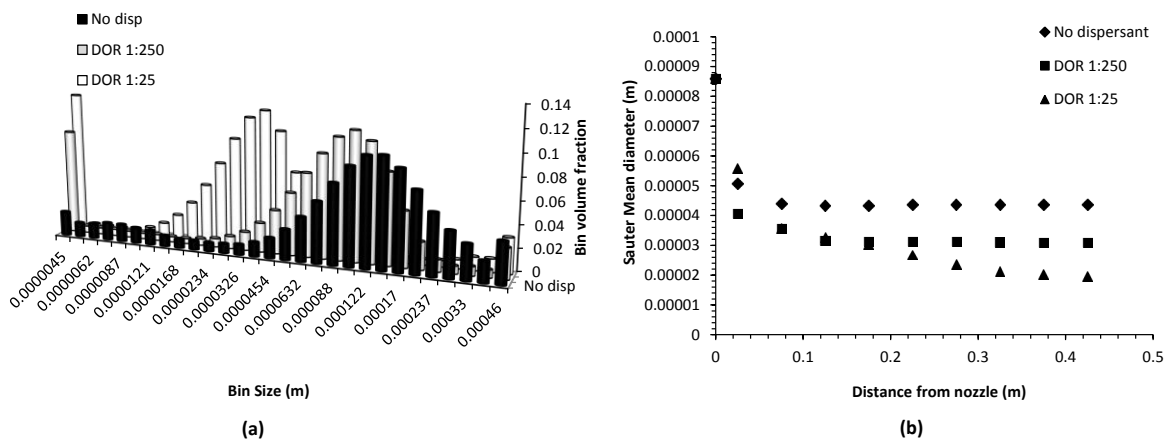 No disp
DOR 1:250
DOR 1:25
0.14
0.12
0.1
0.08
0.06
0.04
0.02
0
Bin volume fraction
No disp
0.0000045
0.0000062
0.0000087
0.0000121
0.0000168
0.0000234
0.0000326
0.0000454
0.0000632
0.000088
0.000122
0.00017
0.000237
0.00033
0.00046
Bin Size (m)
(a)
No dispersant
DOR 1:250
DOR 1:25
0.0001
0.00009
0.00008
0.00007
0.00006
0.00005
0.00004
0.00003
0.00002
0.00001
0
Sauter Mean diameter (m)
0 0.1 0.2 0.3 0.4 0.5
Distance from nozzle (m)
(b)